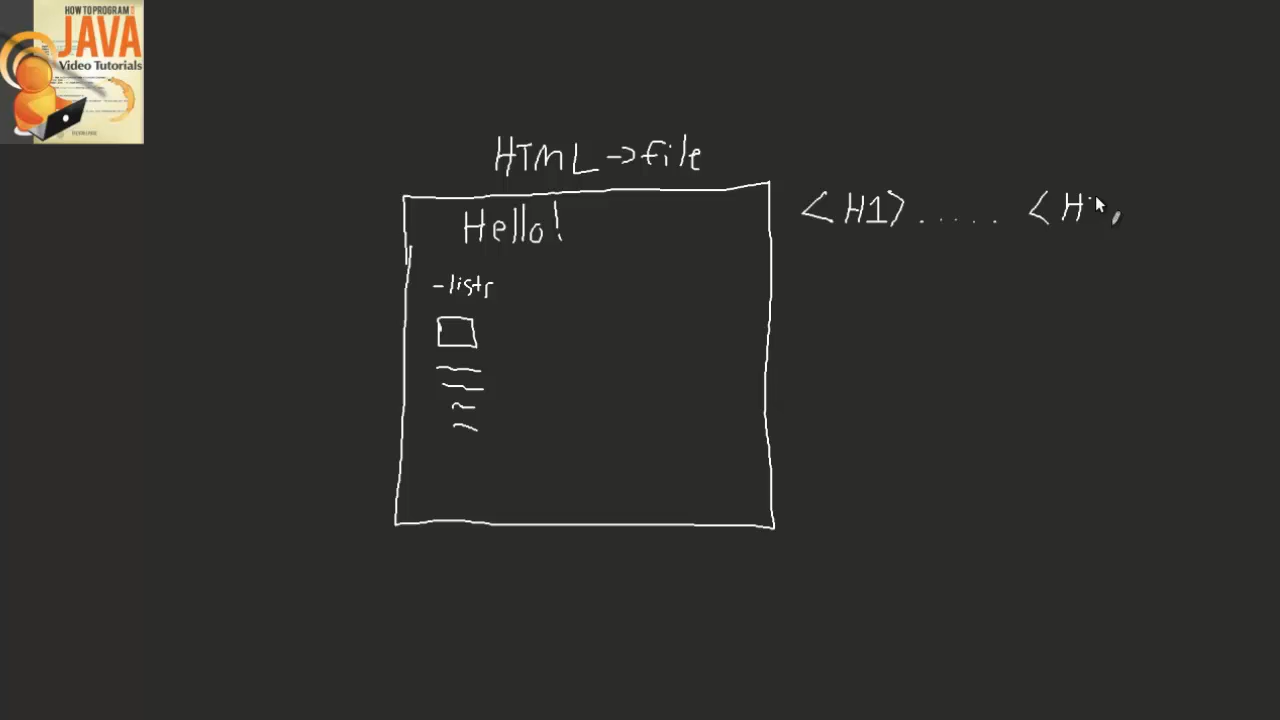 HOW TO PROGRAM
JAVA
Video Tutorials
HTML->file
Hello!
<H1>.....<H
-lists